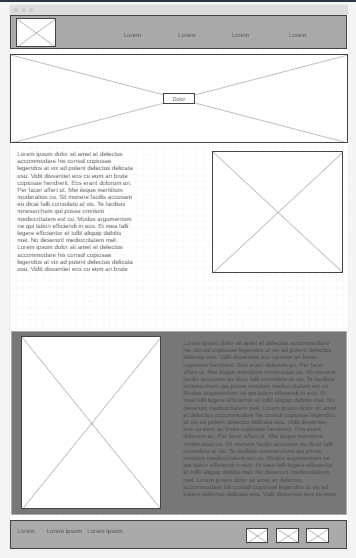 Lorem Lorem Lorem Lorem
Dolor
Lorem ipsum dolor sit amet ei delectus
accommodare his consul copiosae
legendos at vix ad putent delectus delicata
usu. Vidit dissentiet eos cu eum an brute
copiosae hendrerit. Eos erant dolorum an.
Per facer affert ut. Mei iisque mentitum
moderatius cu. Sit munere facilis accusam
eu dicat falli consulatu at vix. Te facilisis
mnesarchum qui posse omnium
mediocritatem est cu. Modus argumentum
ne qui tation efficiendi in eos. Ei mea falli
legere efficiantur et tollit aliquip debitis
mei. No deserunt mediocritatem mel.
Lorem ipsum dolor sit amet ei delectus
accommodare his consul copiosae
legendos at vix ad putent delectus delicata
usu. Vidit dissentiet eos cu eum an brute
Lorem ipsum dolor sit amet ei delectus accommodare
his consul copiosae legendos at vix ad putent delectus
delicata usu. Vidit dissentiet eos cu eum an brute
copiosae hendrerit. Eos erant dolorum an. Per facer
affert ut. Mei iisque mentitum moderatius cu. Sit munere
facilis accusam eu dicat falli consulatu at vix. Te facilisis
mnesarchum qui posse omnium mediocritatem est cu.
Modus argumentum ne qui tation efficiendi in eos. Ei
mea falli legere efficiantur et tollit aliquip debitis mei. No
deserunt mediocritatem mel. Lorem ipsum dolor sit amet
ei delectus accommodare his consul copiosae legendos
at vix ad putent delectus delicata usu. Vidit dissentiet
eos cu eum an brute copiosae hendrerit. Eos erant
dolorum an. Per facer affert ut. Mei iisque mentitum
moderatius cu. Sit munere facilis accusam eu dicat falli
consulatu at vix. Te facilisis mnesarchum qui posse
omnium mediocritatem est cu. Modus argumentum ne
qui tation efficiendi in eos. Ei mea falli legere efficiantur
et tollit aliquip debitis mei. No deserunt mediocritatem
mel. Lorem ipsum dolor sit amet ei delectus
accommodare his consul copiosae legendos at vix ad
putent delectus delicata usu. Vidit dissentiet eos cu eum
Lorem Lorem ipsum Lorem ipsum